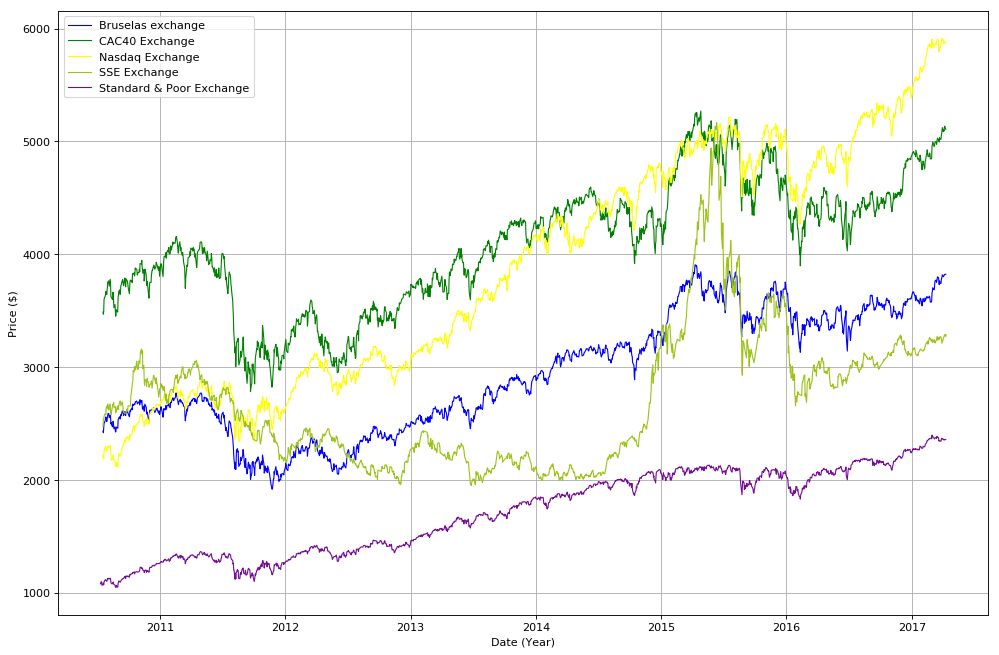 Bruselas exchange
CAC40 Exchange
Nasdaq Exchange
SSE Exchange
Standard & Poor Exchange
6000
5000
4000
3000
2000
1000
Price ($)
2011 2012 2013 2014 2015 2016 2017
Date (Year)